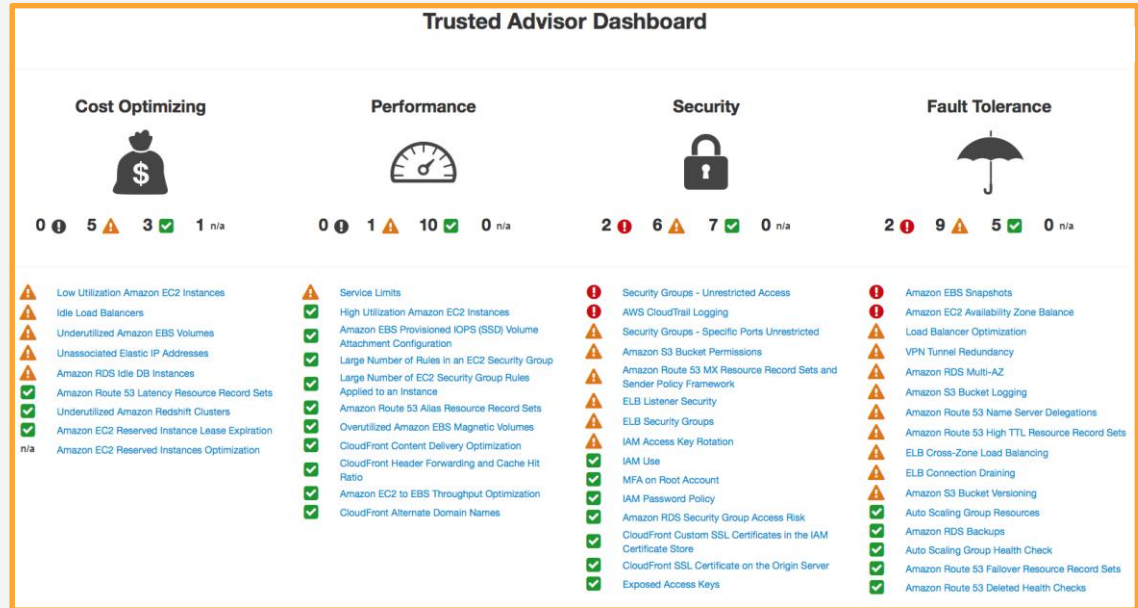 Trusted Advisor Dashboard
Cost Optimizing
$
0 5 3 1 n/a
Low Utilization Amazon EC2 Instances
Idle Load Balancers
Underutilized Amazon EBS Volumes
Unassociated Elastic IP Addresses
Amazon RDS Idle DB Instances
Amazon Route 53 Latency Resource Record Sets
Underutilized Amazon Redshift Clusters
Amazon EC2 Reserved Instance Lease Expiration
n/a Amazon EC2 Reserved Instances Optimization
Performance
0 1 10 0 n/a
Service Limits
High Utilization Amazon EC2 Instances
Amazon EBS Provisioned IOPS (SSD) Volume
Attachment Configuration
Large Number of Rules in an EC2 Security Group
Large Number of EC2 Security Group Rules
Applied to an Instance
Amazon Route 53 Alias Resource Record Sets
Overutilized Amazon EBS Magnetic Volumes
CloudFront Content Delivery Optimization
CloudFront Header Forwarding and Cache Hit
Ratio
Amazon EC2 to EBS Throughput Optimization
CloudFront Alternate Domain Names
Security
2 6 7 0 n/a
Security Groups - Unrestricted Access
AWS CloudTrail Logging
Security Groups - Specific Ports Unrestricted
Amazon S3 Bucket Permissions
Amazon Route 53 MX Resource Record Sets and
Sender Policy Framework
ELB Listener Security
ELB Security Groups
IAM Access Key Rotation
IAM Use
MFA on Root Account
IAM Password Policy
Amazon RDS Security Group Access Risk
CloudFront Custom SSL Certificates in the IAM
Certificate Store
CloudFront SSL Certificate on the Origin Server
Exposed Access Keys
Fault Tolerance
2 9 5 0 n/a
Amazon EBS Snapshots
Amazon EC2 Availability Zone Balance
Load Balancer Optimization
VPN Tunnel Redundancy
Amazon RDS Multi-AZ
Amazon S3 Bucket Logging
Amazon Route 53 Name Server Delegations
Amazon Route 53 High TTL Resource Record Sets
ELB Cross-Zone Load Balancing
ELB Connection Draining
Amazon S3 Bucket Versioning
Auto Scaling Group Resources
Amazon RDS Backups
Auto Scaling Group Health Check
Amazon Route 53 Failover Resource Record Sets
Amazon Route 53 Deleted Health Checks